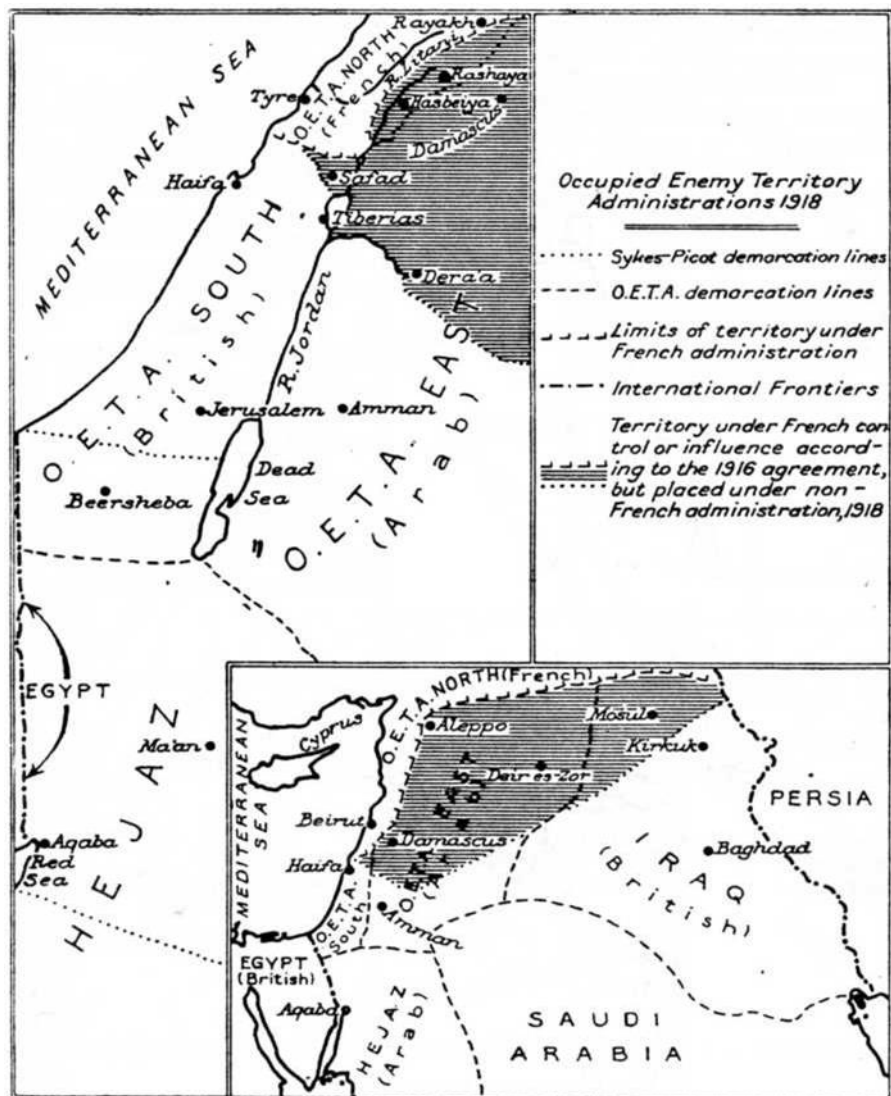 Rayakh
R. Litani
O.E.T.A. NORTH
(French)
Rashaya
Tyre
Hasbeiya
Damascus
MEDITERRANEAN SEA
Haifa
Safad
Tiberias
Dera'a
O.E.T.A. SOUTH
(British)
R. Jordan
O.E.T.A. EAST
(Arab)
Jerusalem
Amman
Dead
Sea
Beersheba
EGYPT
Ma'an
HEJAZ
Aqaba
Red
Sea
Occupied Enemy Territory
Administrations 1918
Sykes-Picot demarcation lines
O.E.T.A. demarcation lines
Limits of territory under
French administration
International Frontiers
Territory under French con
trol or influence accord-
ing to the 1916 agreement,
but placed under non-
French administration, 1918
O.E.T.A. NORTH (French)
Aleppo
Mosul
Cyprus
Deir es-Zor
Kirkuk
MEDITERRANEAN
SEA
Beirut
Damascus
PERSIA
Haifa
O.E.T.A.
South
Amman
IRAQ
(British)
Baghdad
EGYPT
(British)
Aqaba
HEJAZ
(Arab)
SAUDI
ARABIA